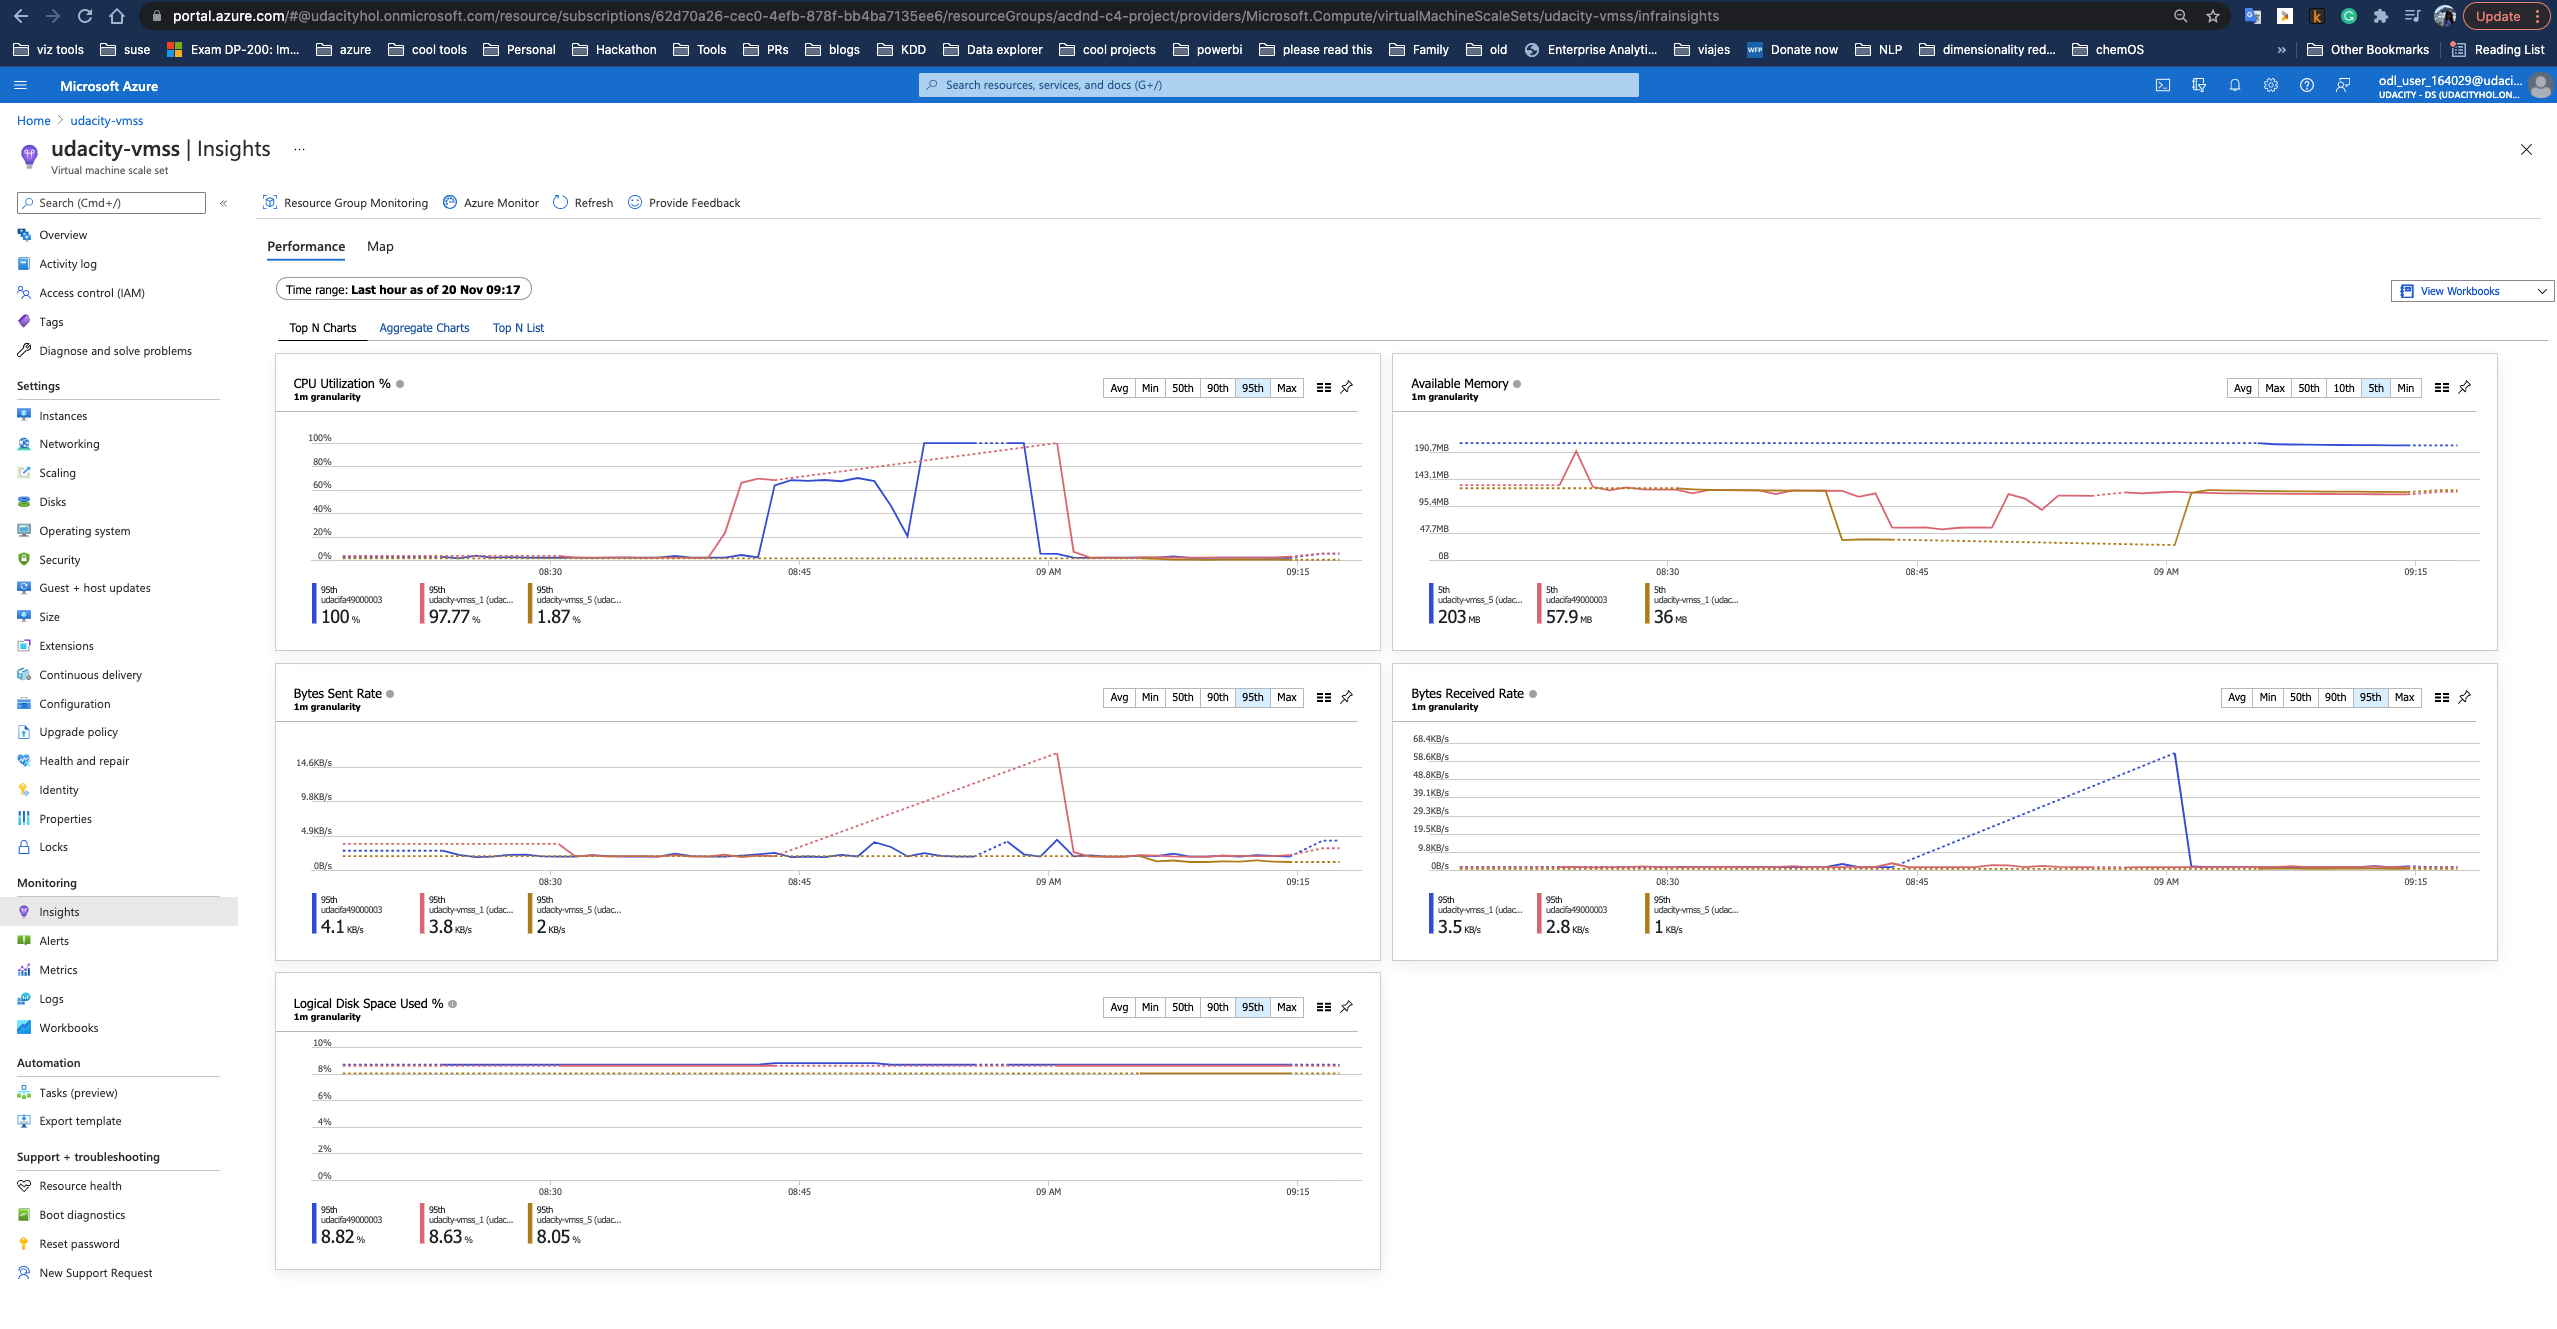 portal.azure.com/#@udacityhol.onmicrosoft.com/resource/subscriptions/62d70a26-cec0-4efb-878f-bb4ba7135ee6/resourceGroups/acdnd-c4-project/providers/Microsoft.Compute/virtualMachineScaleSets/udacity-vmss/infrainsights
Update
viz tools suse Exam DP-200: Im... azure cool tools Personal Hackathon Tools PRs blogs KDD Data explorer cool projects powerbi please read this Family old Enterprise Analyti... viajes WFP Donate now NLP dimensionality red... chemOS » Other Bookmarks Reading List
Microsoft Azure
Search resources, services, and docs (G+/)
odl_user_164029@udaci...
UDACITY - DS (UDACITYHOL.ON...
Home > udacity-vmss
udacity-vmss | Insights ...
Virtual machine scale set
Search (Cmd+/)
«
Overview
Activity log
Access control (IAM)
Tags
Diagnose and solve problems
Settings
Instances
Networking
Scaling
Disks
Operating system
Security
Guest + host updates
Size
Extensions
Continuous delivery
Configuration
Upgrade policy
Health and repair
Identity
Properties
Locks
Monitoring
Insights
Alerts
Metrics
Logs
Workbooks
Automation
Tasks (preview)
Export template
Support + troubleshooting
Resource health
Boot diagnostics
Reset password
New Support Request
Resource Group Monitoring Azure Monitor Refresh Provide Feedback
Performance Map
Time range: Last hour as of 20 Nov 09:17
View Workbooks
Top N Charts Aggregate Charts Top N List
CPU Utilization %
1m granularity
Avg Min 50th 90th 95th Max
100%
80%
60%
40%
20%
0%
08:30 08:45 09 AM 09:15
95th 95th 95th
udacifa49000003 udacity-vmss_1 (udac... udacity-vmss_5 (udac...
100 % 97.77 % 1.87 %
Available Memory
1m granularity
Avg Max 50th 10th 5th Min
190.7MB
143.1MB
95.4MB
47.7MB
0B
08:30 08:45 09 AM 09:15
5th 5th 5th
udacity-vmss_5 (udac... udacifa49000003 udacity-vmss_1 (udac...
203 MB 57.9 MB 36 MB
Bytes Sent Rate
1m granularity
Avg Min 50th 90th 95th Max
14.6KB/s
9.8KB/s
4.9KB/s
0B/s
08:30 08:45 09 AM 09:15
95th 95th 95th
udacifa49000003 udacity-vmss_1 (udac... udacity-vmss_5 (udac...
4.1 KB/s 3.8 KB/s 2 KB/s
Bytes Received Rate
1m granularity
Avg Min 50th 90th 95th Max
68.4KB/s
58.6KB/s
48.8KB/s
39.1KB/s
29.3KB/s
19.5KB/s
9.8KB/s
0B/s
08:30 08:45 09 AM 09:15
95th 95th 95th
udacity-vmss_1 (udac... udacifa49000003 udacity-vmss_5 (udac...
3.5 KB/s 2.8 KB/s 1 KB/s
Logical Disk Space Used %
1m granularity
Avg Min 50th 90th 95th Max
10%
8%
6%
4%
2%
0%
08:30 08:45 09 AM 09:15
95th 95th 95th
udacifa49000003 udacity-vmss_1 (udac... udacity-vmss_5 (udac...
8.82 % 8.63 % 8.05 %